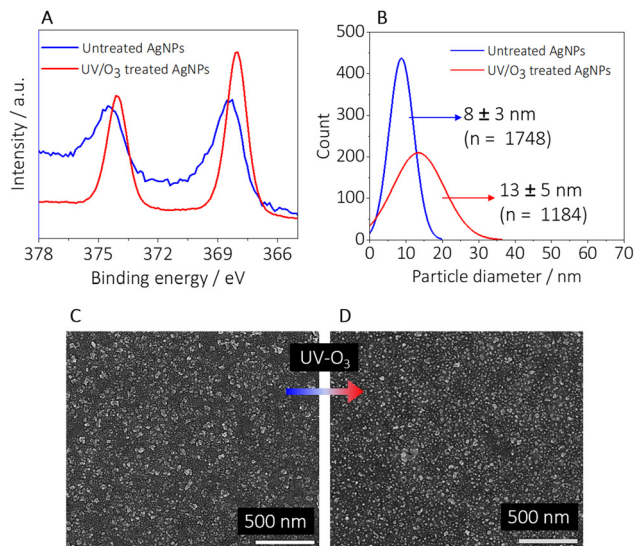 A
Untreated AgNPs
UV/O₃ treated AgNPs
Intensity / a.u.
378 375 372 369 366
Binding energy / eV
B
Untreated AgNPs
UV/O₃ treated AgNPs
500
400
300
200
100
0
Count
8 ± 3 nm
(n = 1748)
13 ± 5 nm
(n = 1184)
0 10 20 30 40 50 60 70
Particle diameter / nm
C
D
UV-O₃
500 nm
500 nm